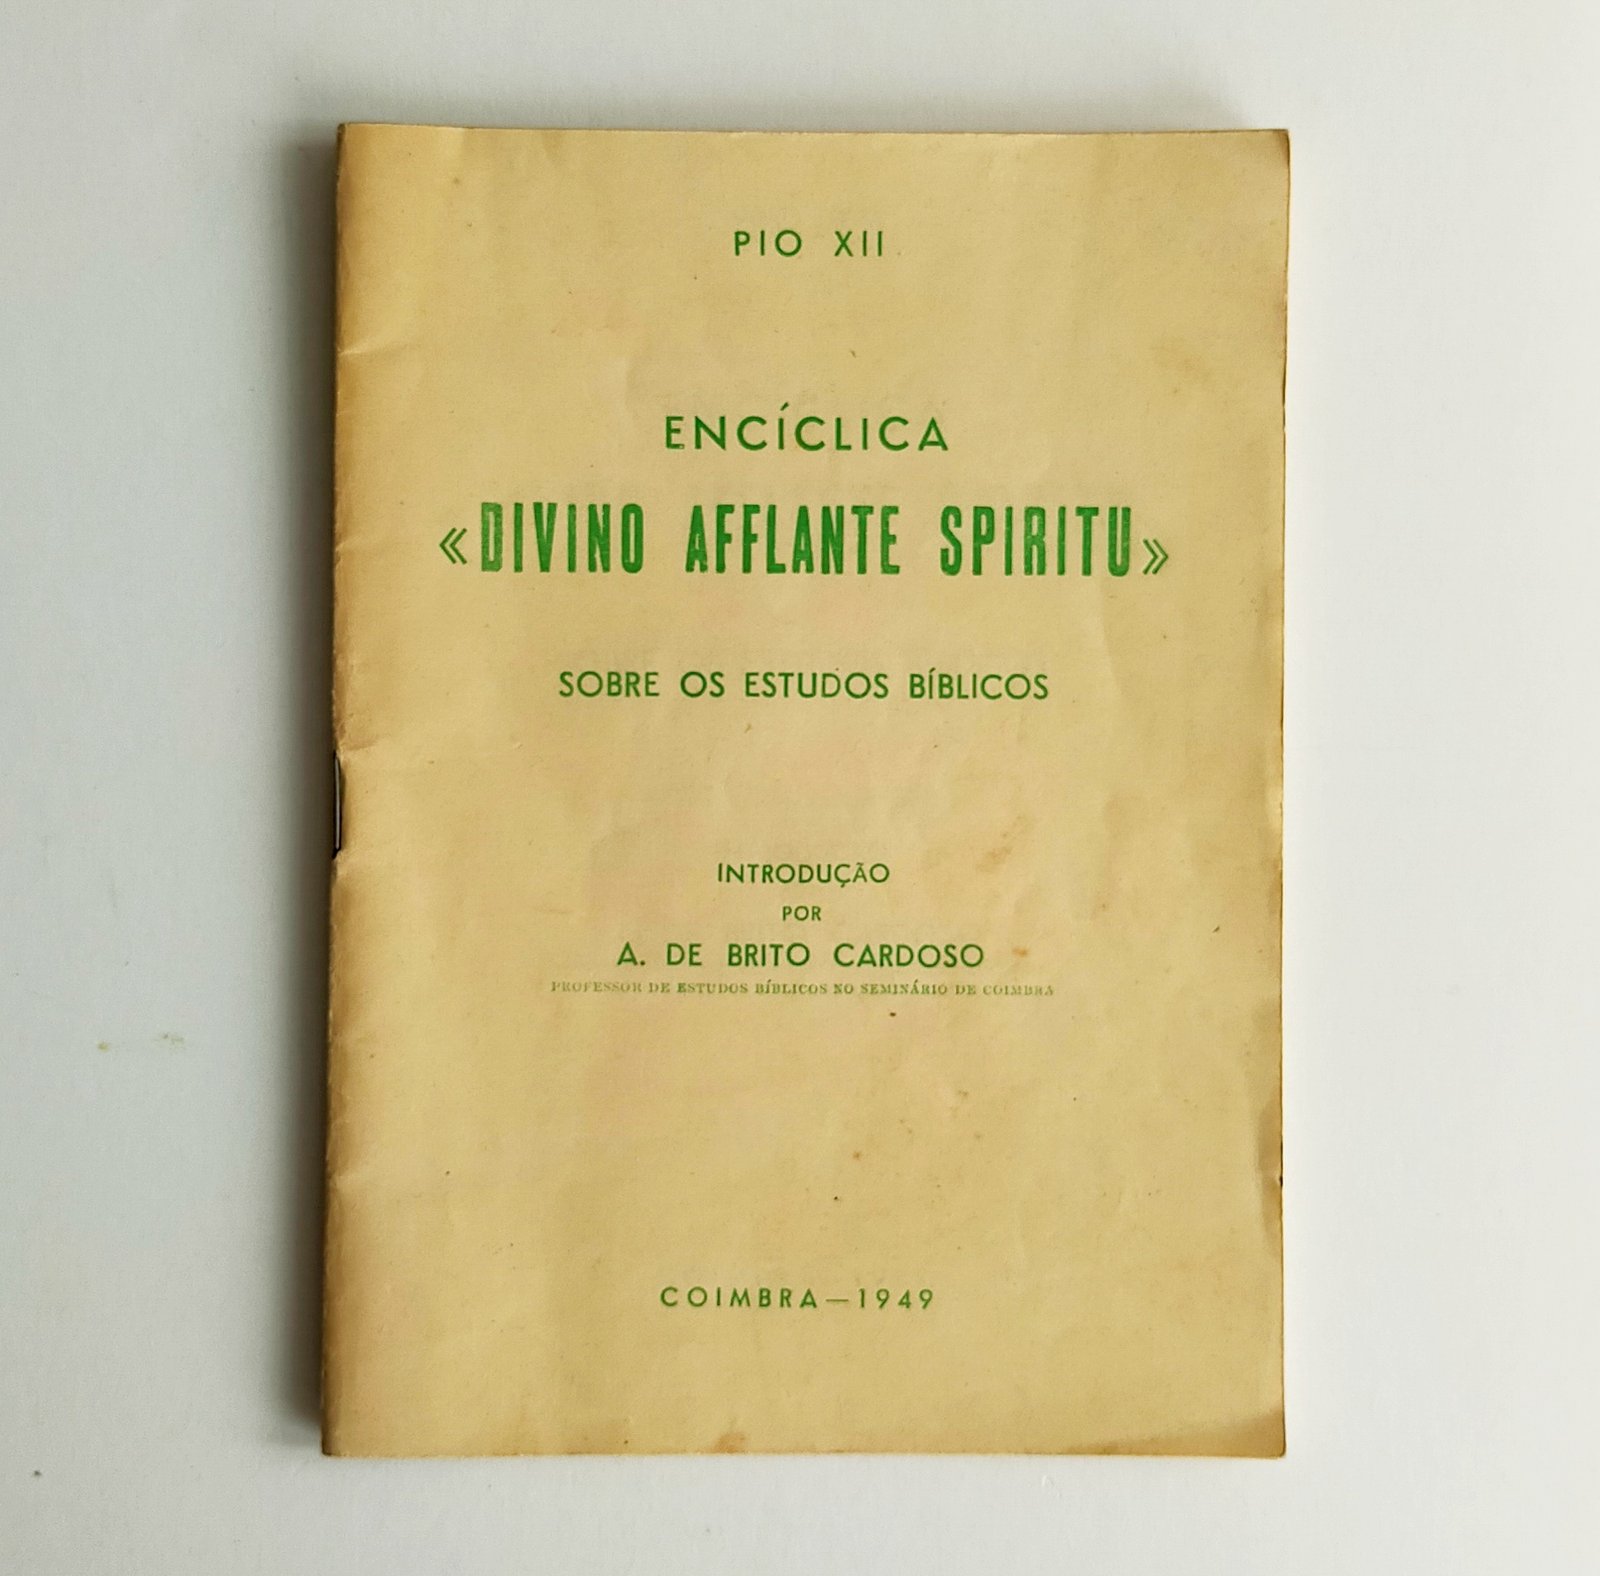 PIO XII
ENCÍCLICA
«DIVINO AFFLANTE SPIRITU»
SOBRE OS ESTUDOS BÍBLICOS
INTRODUÇÃO
POR
A. DE BRITO CARDOSO
PROFESSOR DE ESTUDOS BÍBLICOS NO SEMINÁRIO DE COIMBRA
COIMBRA—1949